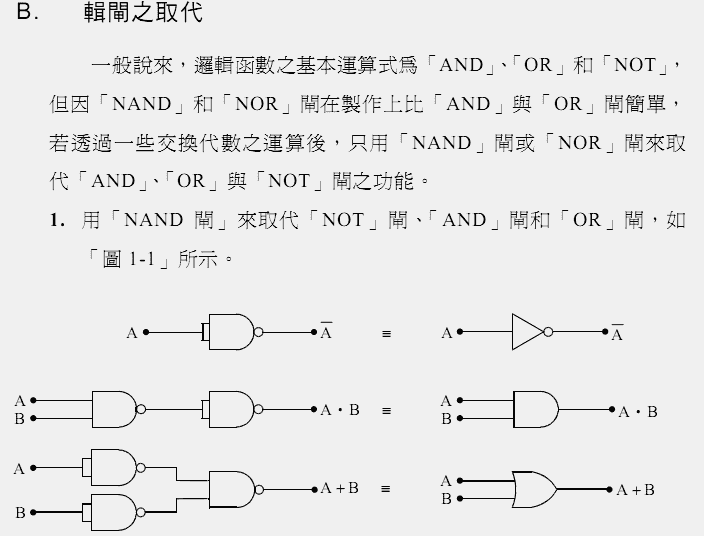 B. 輯閘之取代
一般說來，邏輯函數之基本運算式為「AND」、「OR」和「NOT」，
但因「NAND」和「NOR」閘在製作上比「AND」與「OR」閘簡單，
若透過一些交換代數之運算後，只用「NAND」閘或「NOR」閘來取
代「AND」、「OR」與「NOT」閘之功能。
1. 用「NAND 閘」來取代「NOT」閘、「AND」閘和「OR」閘，如
「圖 1-1」所示。
A A̅ ≡ A A̅
A B A·B ≡ A B A·B
A B A+B ≡ A B A+B